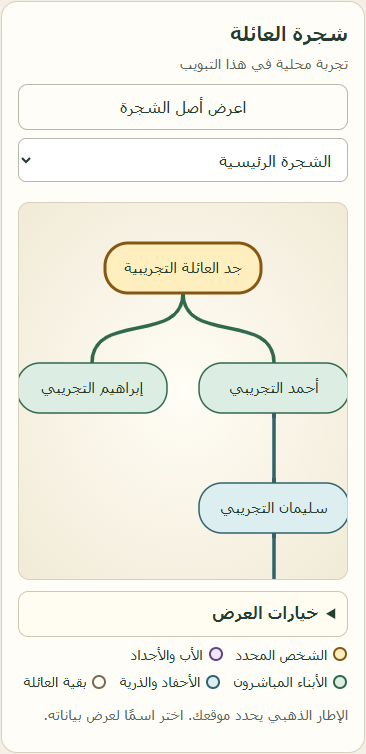 شجرة العائلة
تجربة محلية في هذا التبويب
اعرض أصل الشجرة
الشجرة الرئيسية
جد العائلة التجريبية
أحمد التجريبي
إبراهيم التجريبي
سليمان التجريبي
خيارات العرض
الشخص المحدد
الأب والأجداد
الأبناء المباشرون
الأحفاد والذرية
بقية العائلة
الإطار الذهبي يحدد موقعك. اختر اسمًا لعرض بياناته.